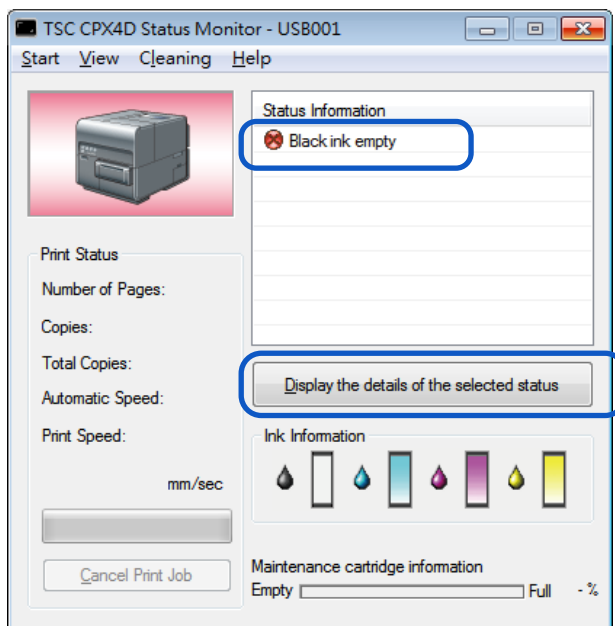 TSC CPX4D Status Monitor - USB001
Start View Cleaning Help
Status Information
Black ink empty
Print Status
Number of Pages:
Copies:
Total Copies:
Automatic Speed:
Print Speed:
mm/sec
Cancel Print Job
Display the details of the selected status
Ink Information
Maintenance cartridge information
Empty Full - %